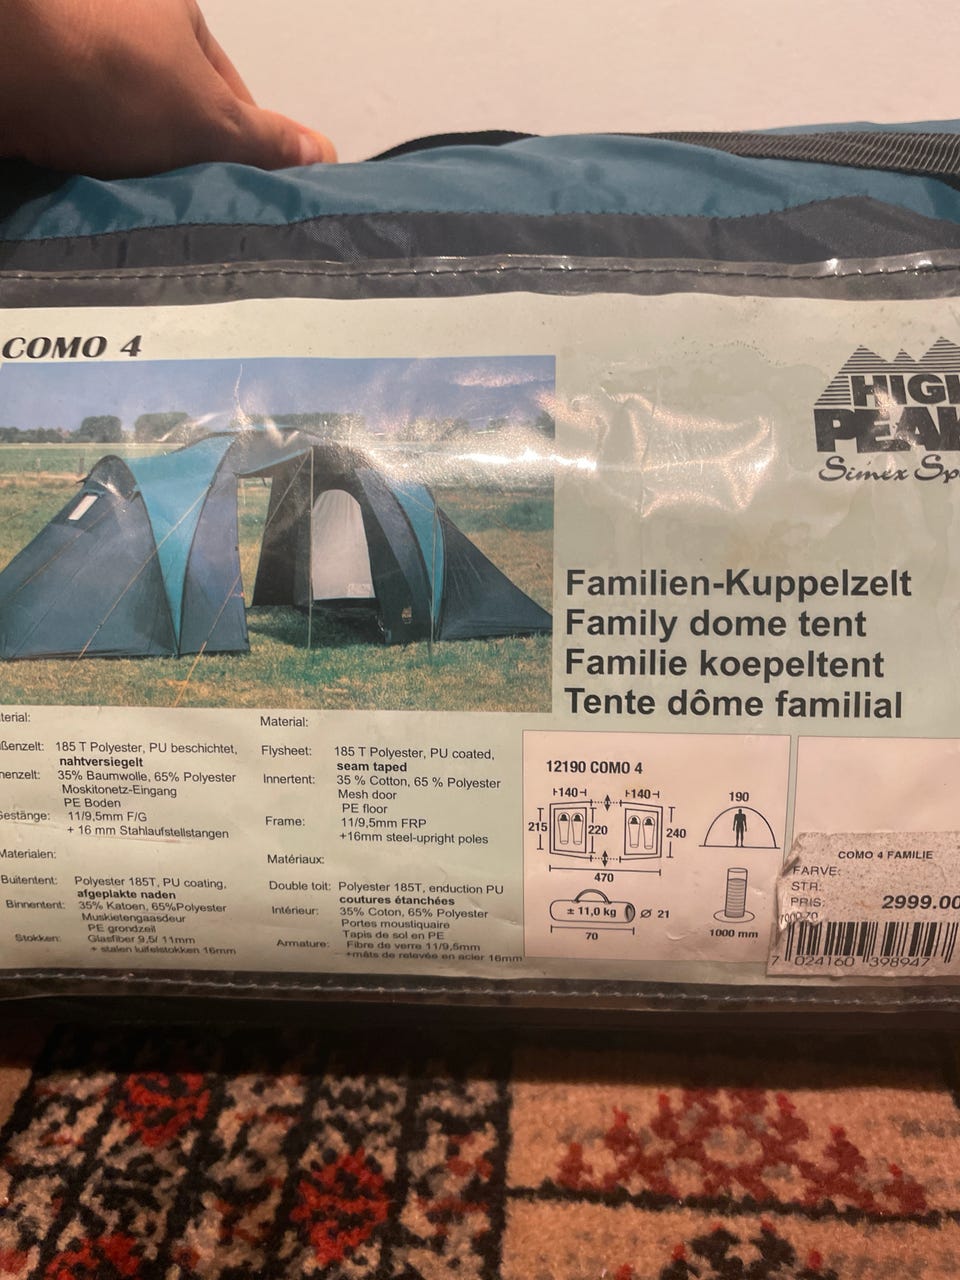 COMO 4
HIGH
PEAK
Simex
Familien-Kuppelzelt
Family dome tent
Familie koepeltent
Tente dôme familial
185 T Polyester, PU beschichtet,
nahtversiegelt
35% Baumwolle, 65% Polyester
Moskitonetz-Eingang
PE Boden
11/9,5mm F/G
+ 16 mm Stahlaufstellstangen
Material:
Flysheet: 185 T Polyester, PU coated,
seam taped
Innertent: 35 % Cotton, 65 % Polyester
Mesh door
PE floor
Frame: 11/9,5mm FRP
+16mm steel-upright poles
Materialen:
Buitentent: Polyester 185T, PU coating,
afgeplakte naden
Binnentent: 35% Katoen, 65%Polyester
Muskietengaasdeur
PE grondzeil
Stokken: Glasfiber 9,5/ 11mm
+ stalen luifelstokken 16mm
Matériaux:
Double toit: Polyester 185T, enduction PU
coutures étanchées
Intérieur: 35% Coton, 65% Polyester
Portes moustiquaire
Tapis de sol en PE
Armature: Fibre de verre 11/9,5mm
+mâts de relevée en acier 16mm
12190 COMO 4
140 140
215 220 240
470
190
± 11,0 kg Ø 21
70
1000 mm
COMO 4 FAMILIE
FARVE:
STR:
PRIS: 2999.00
7 024160 398947